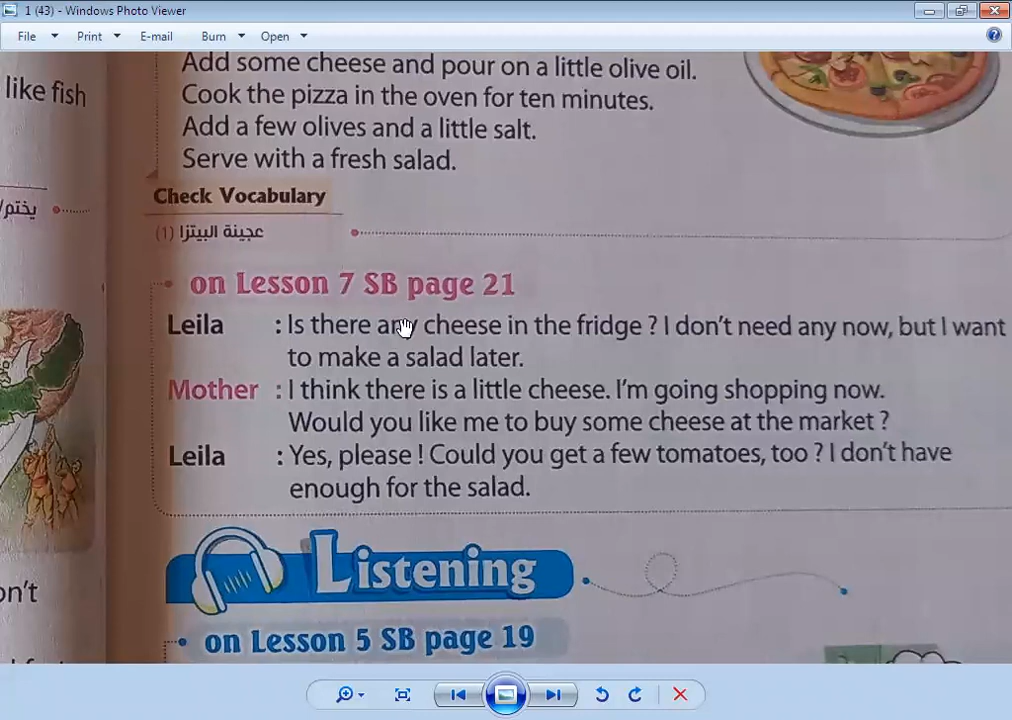 1 (43) - Windows Photo Viewer
File Print E-mail Burn Open
like fish
Add some cheese and pour on a little olive oil.
Cook the pizza in the oven for ten minutes.
Add a few olives and a little salt.
Serve with a fresh salad.
Check Vocabulary
يختم/
(1) عجينة البيتزا
on Lesson 7 SB page 21
Leila : Is there any cheese in the fridge ? I don't need any now, but I want
to make a salad later.
Mother : I think there is a little cheese. I'm going shopping now.
Would you like me to buy some cheese at the market ?
Leila : Yes, please ! Could you get a few tomatoes, too ? I don't have
enough for the salad.
Listening
on't
on Lesson 5 SB page 19